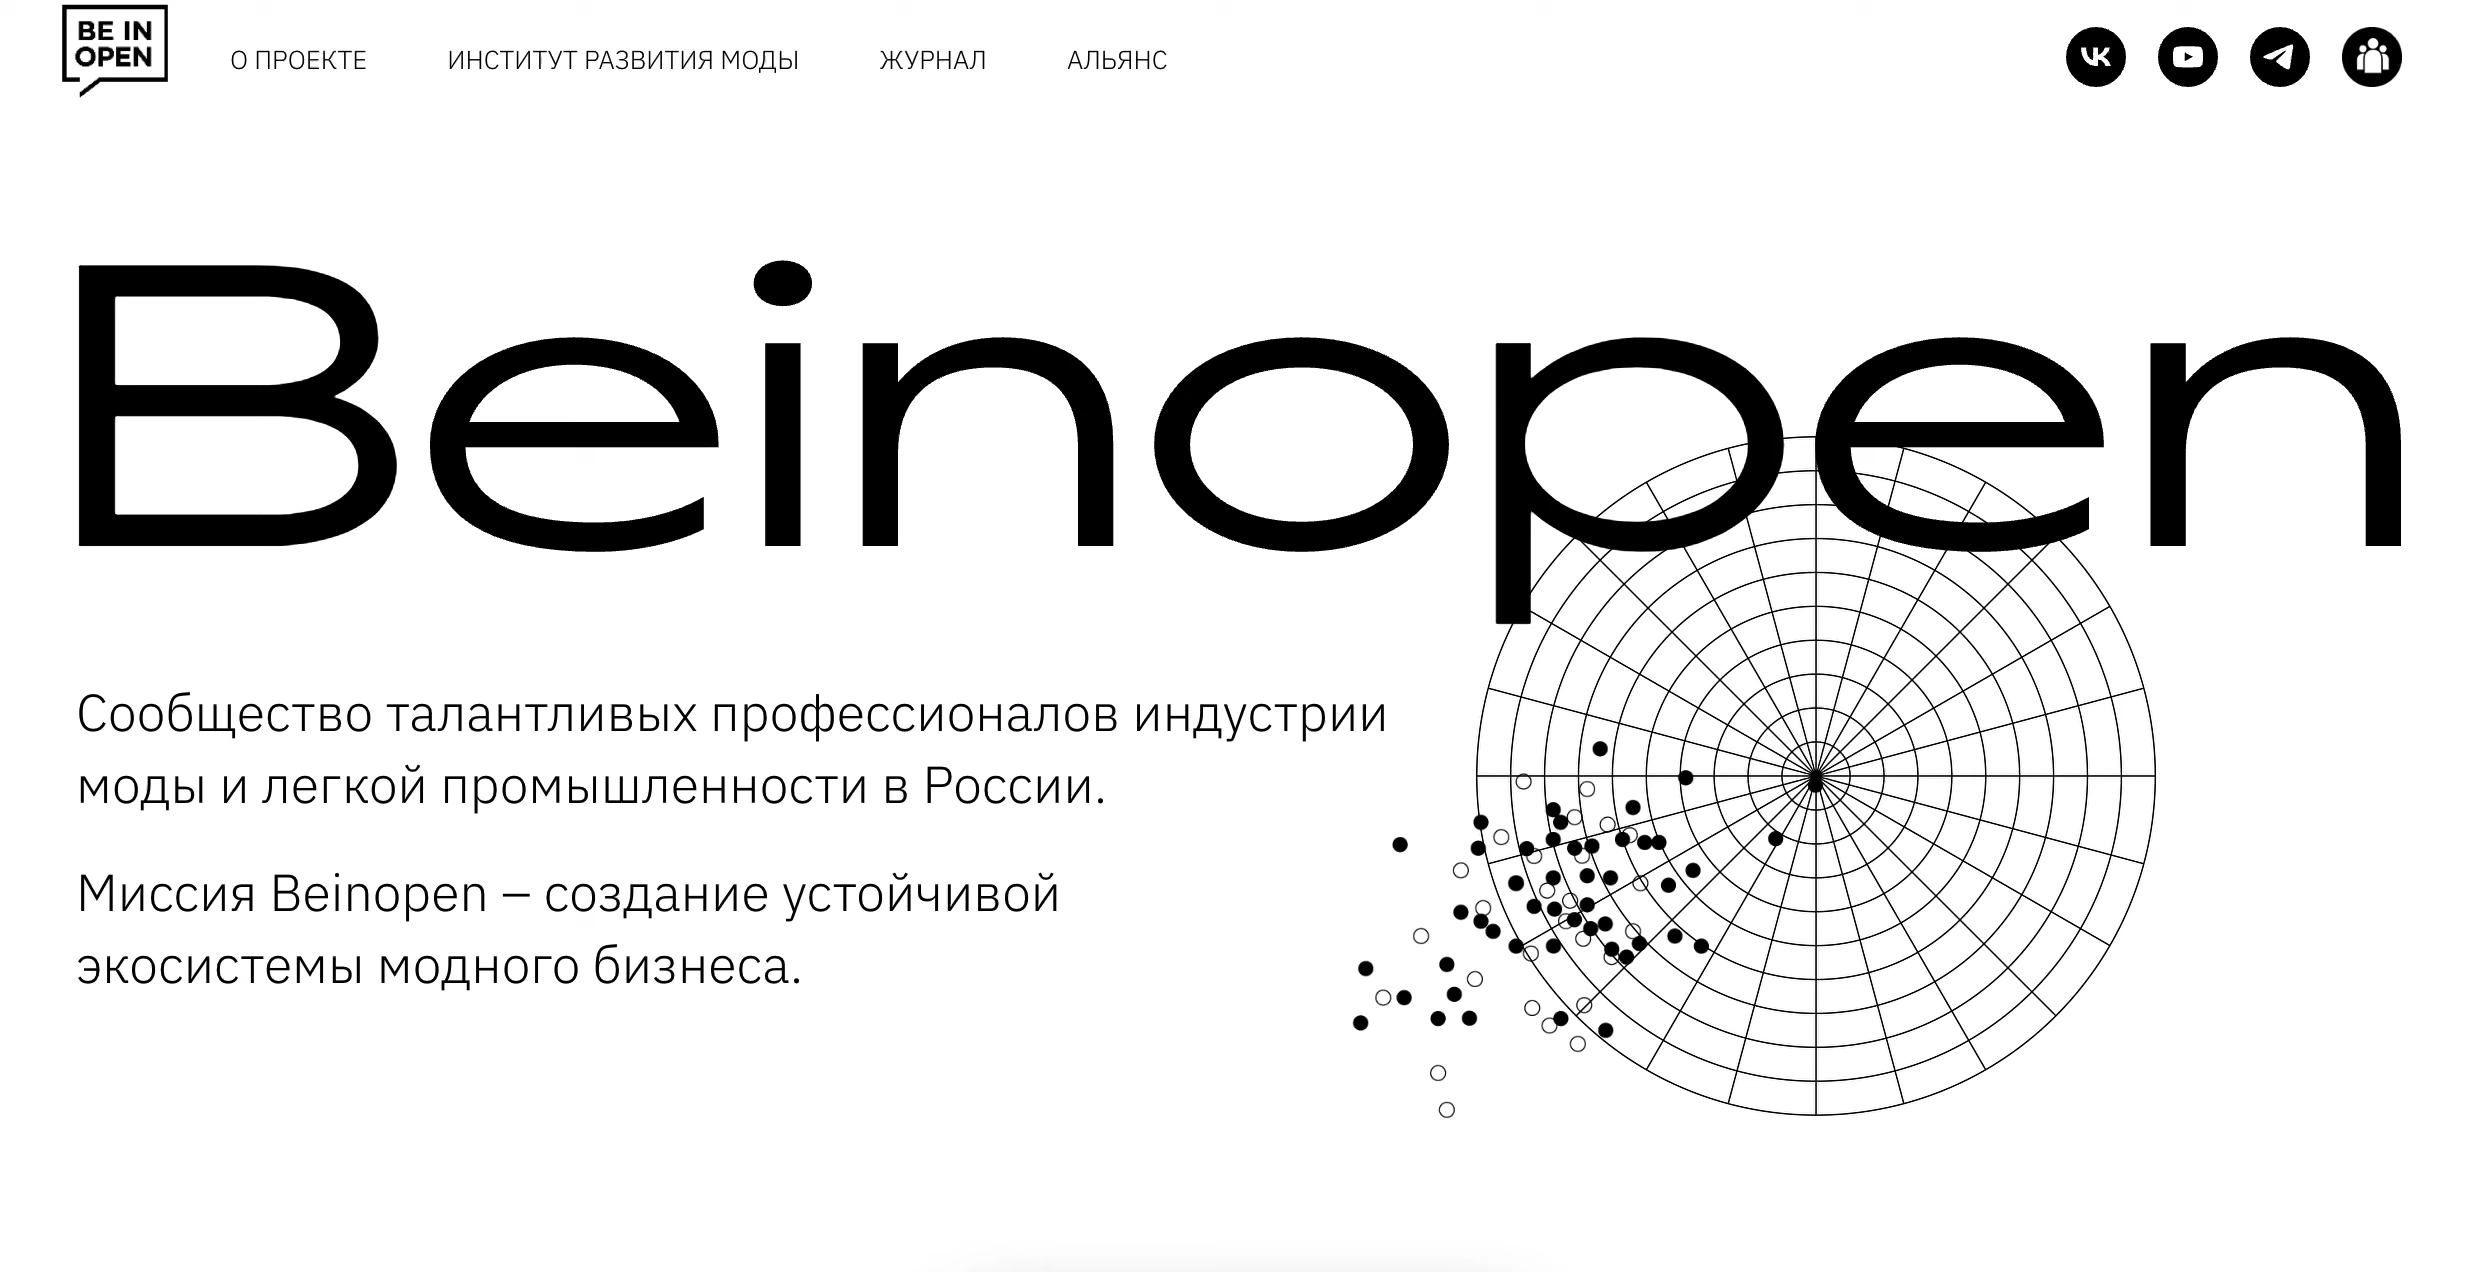 BE IN
OPEN
О ПРОЕКТЕ
ИНСТИТУТ РАЗВИТИЯ МОДЫ
ЖУРНАЛ
АЛЬЯНС
Beinopen
Сообщество талантливых профессионалов индустрии
моды и легкой промышленности в России.
Миссия Beinopen – создание устойчивой
экосистемы модного бизнеса.